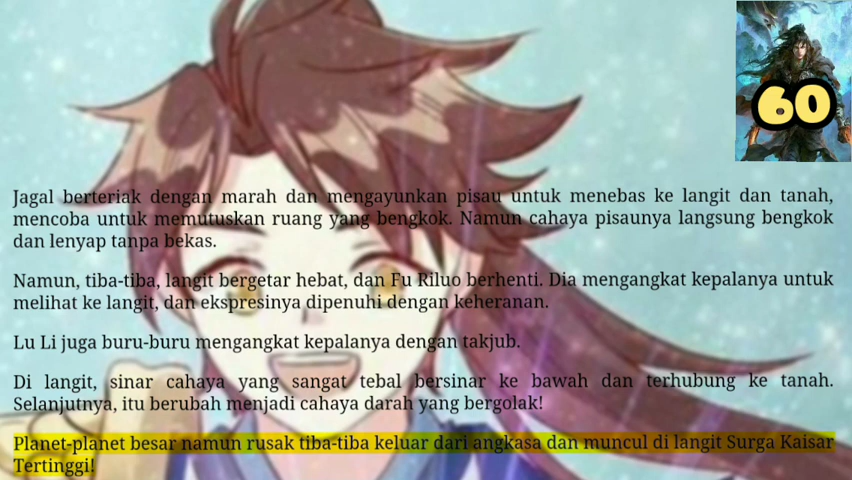 60
Jagal berteriak dengan marah dan mengayunkan pisau untuk menebas ke langit dan tanah,
mencoba untuk memutuskan ruang yang bengkok. Namun cahaya pisaunya langsung bengkok
dan lenyap tanpa bekas.
Namun, tiba-tiba, langit bergetar hebat, dan Fu Riluo berhenti. Dia mengangkat kepalanya untuk
melihat ke langit, dan ekspresinya dipenuhi dengan keheranan.
Lu Li juga buru-buru mengangkat kepalanya dengan takjub.
Di langit, sinar cahaya yang sangat tebal bersinar ke bawah dan terhubung ke tanah.
Selanjutnya, itu berubah menjadi cahaya darah yang bergolak!
Planet-planet besar namun rusak tiba-tiba keluar dari angkasa dan muncul di langit Surga Kaisar
Tertinggi!